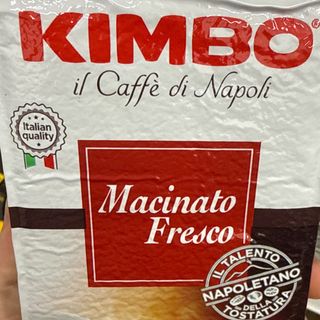 KIMBO®
il Caffè di Napoli
Italian
quality
Macinato
Fresco
IL TALENTO
NAPOLETANO
DELLA
TOSTATURA